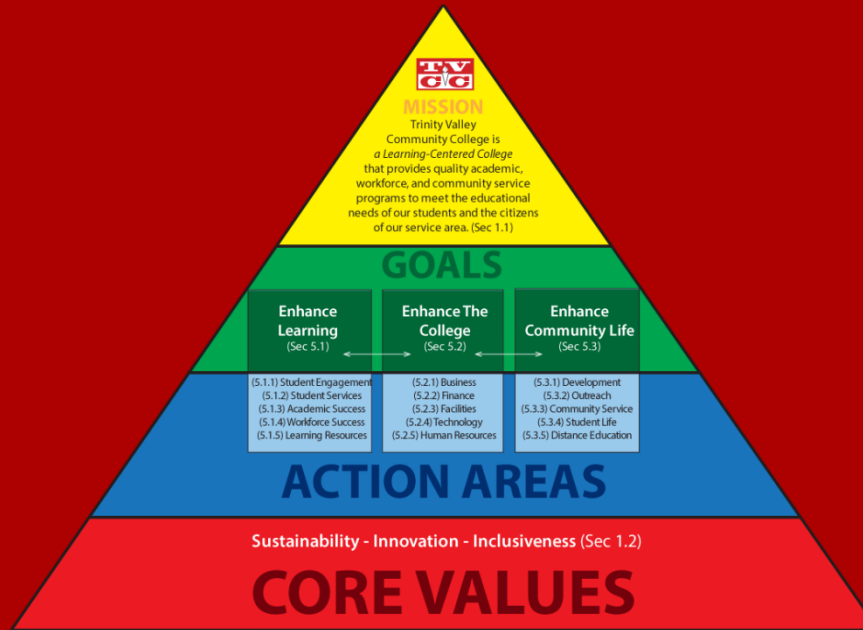 TV
CC
MISSION
Trinity Valley
Community College is
a Learning-Centered College
that provides quality academic,
workforce, and community service
programs to meet the educational
needs of our students and the citizens
of our service area. (Sec 1.1)
GOALS
Enhance
Learning
(Sec 5.1)
Enhance The
College
(Sec 5.2)
Enhance
Community Life
(Sec 5.3)
(5.1.1) Student Engagement
(5.1.2) Student Services
(5.1.3) Academic Success
(5.1.4) Workforce Success
(5.1.5) Learning Resources
(5.2.1) Business
(5.2.2) Finance
(5.2.3) Facilities
(5.2.4) Technology
(5.2.5) Human Resources
(5.3.1) Development
(5.3.2) Outreach
(5.3.3) Community Service
(5.3.4) Student Life
(5.3.5) Distance Education
ACTION AREAS
Sustainability - Innovation - Inclusiveness (Sec 1.2)
CORE VALUES